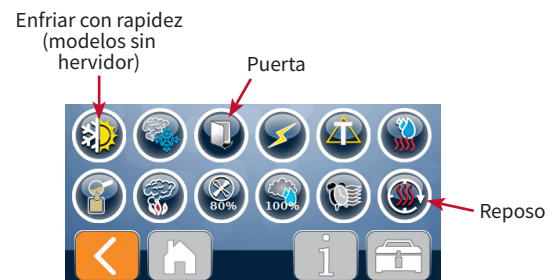 Enfriar con rapidez
(modelos sin
hervidor)
Puerta
80%
100%
Reposo